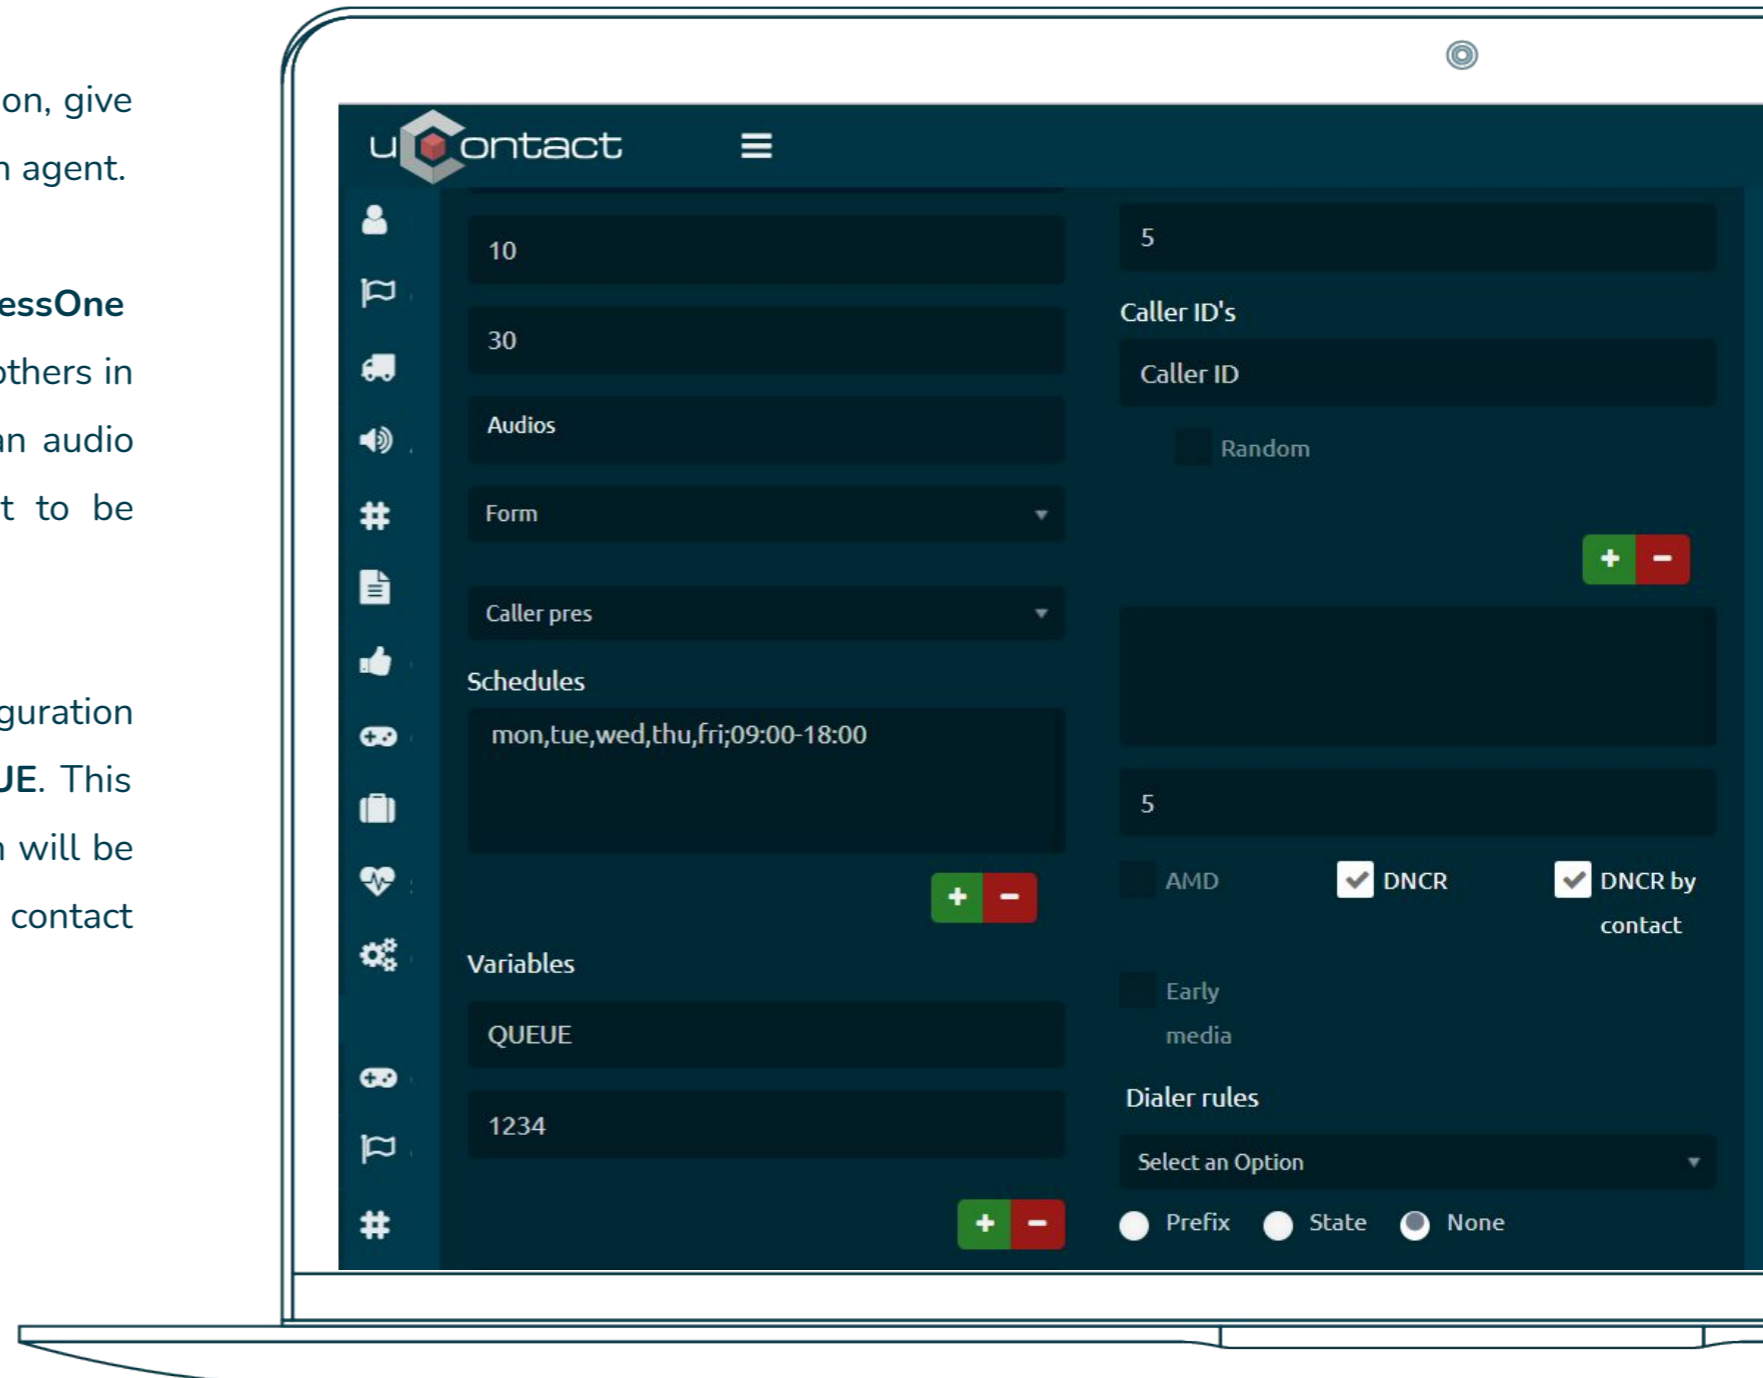 on, give
n agent.
essOne
others in
an audio
t to be
guration
UE. This
n will be
contact
uContact
10
30
Audios
Form
Caller pres
Schedules
mon,tue,wed,thu,fri;09:00-18:00
Variables
QUEUE
1234
5
Caller ID's
Caller ID
Random
5
AMD
DNCR
DNCR by
contact
Early
media
Dialer rules
Select an Option
Prefix State None